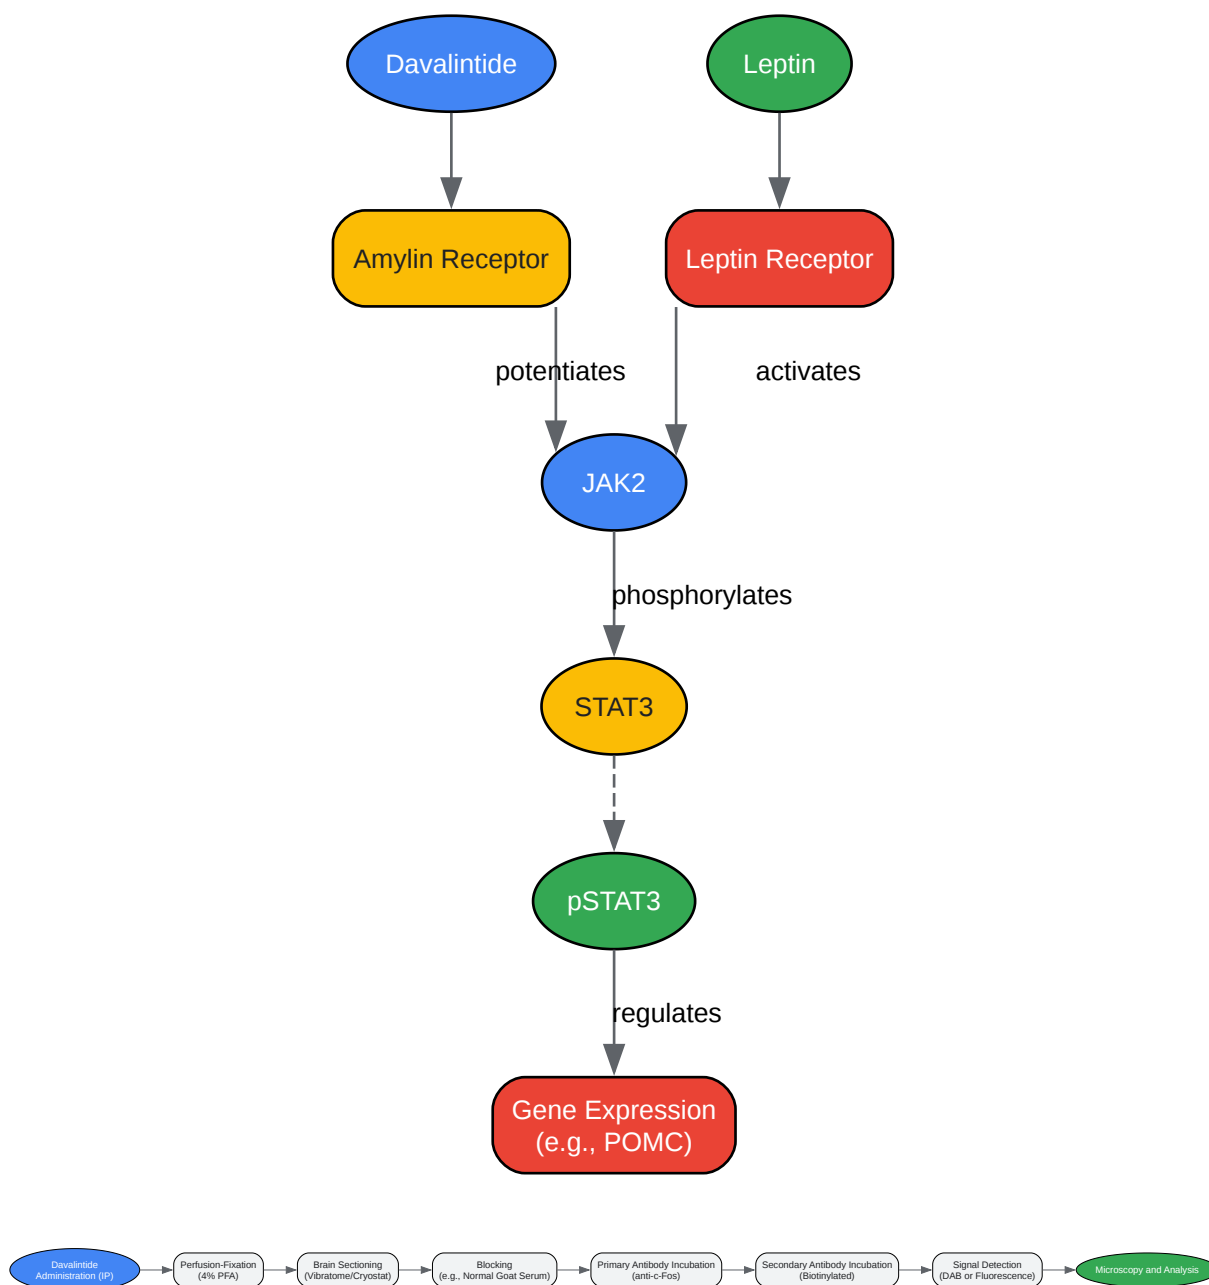 Davalintide
Leptin
Amylin Receptor
Leptin Receptor
potentiates
activates
JAK2
phosphorylates
STAT3
pSTAT3
regulates
Gene Expression
(e.g., POMC)
Davalintide
Administration (IP)
Perfusion-Fixation
(4% PFA)
Brain Sectioning
(Vibratome/Cryostat)
Blocking
(e.g., Normal Goat Serum)
Primary Antibody Incubation
(anti-c-Fos)
Secondary Antibody Incubation
(Biotinylated)
Signal Detection
(DAB or Fluorescence)
Microscopy and Analysis